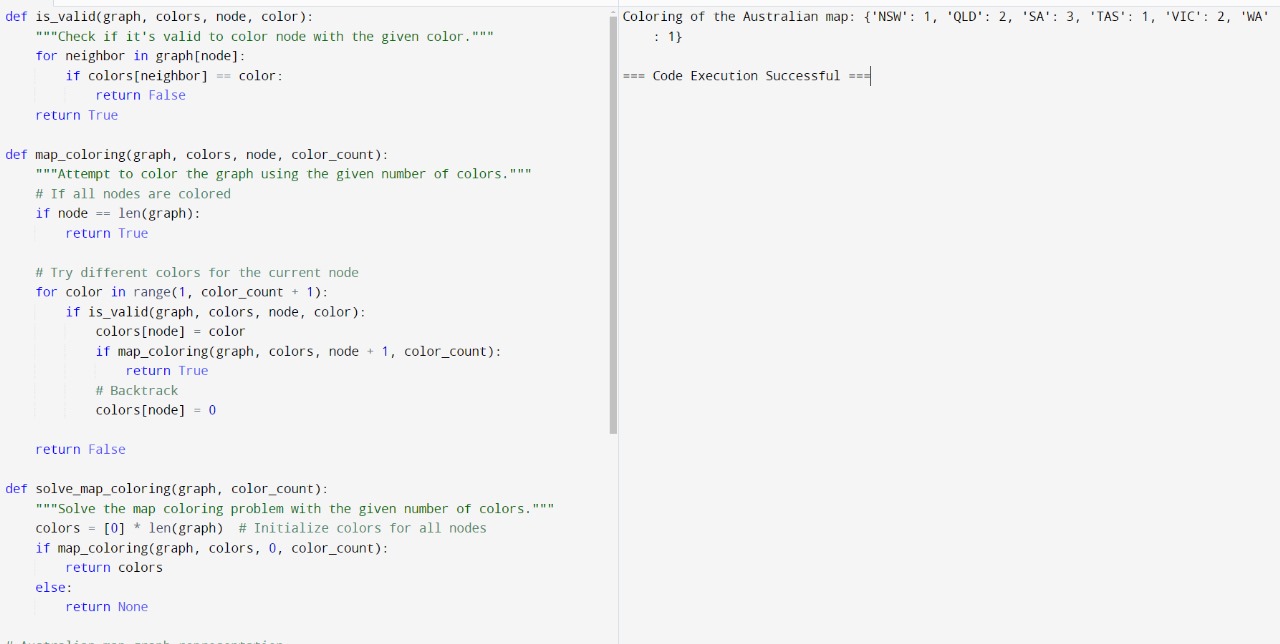 def is_valid(graph, colors, node, color):
    """Check if it's valid to color node with the given color."""
    for neighbor in graph[node]:
        if colors[neighbor] == color:
            return False
    return True

def map_coloring(graph, colors, node, color_count):
    """Attempt to color the graph using the given number of colors."""
    # If all nodes are colored
    if node == len(graph):
        return True

    # Try different colors for the current node
    for color in range(1, color_count + 1):
        if is_valid(graph, colors, node, color):
            colors[node] = color
            if map_coloring(graph, colors, node + 1, color_count):
                return True
            # Backtrack
            colors[node] = 0

    return False

def solve_map_coloring(graph, color_count):
    """Solve the map coloring problem with the given number of colors."""
    colors = [0] * len(graph)  # Initialize colors for all nodes
    if map_coloring(graph, colors, 0, color_count):
        return colors
    else:
        return None

# Australian map graph representation
Coloring of the Australian map: {'NSW': 1, 'QLD': 2, 'SA': 3, 'TAS': 1, 'VIC': 2, 'WA'
    : 1}

=== Code Execution Successful ===